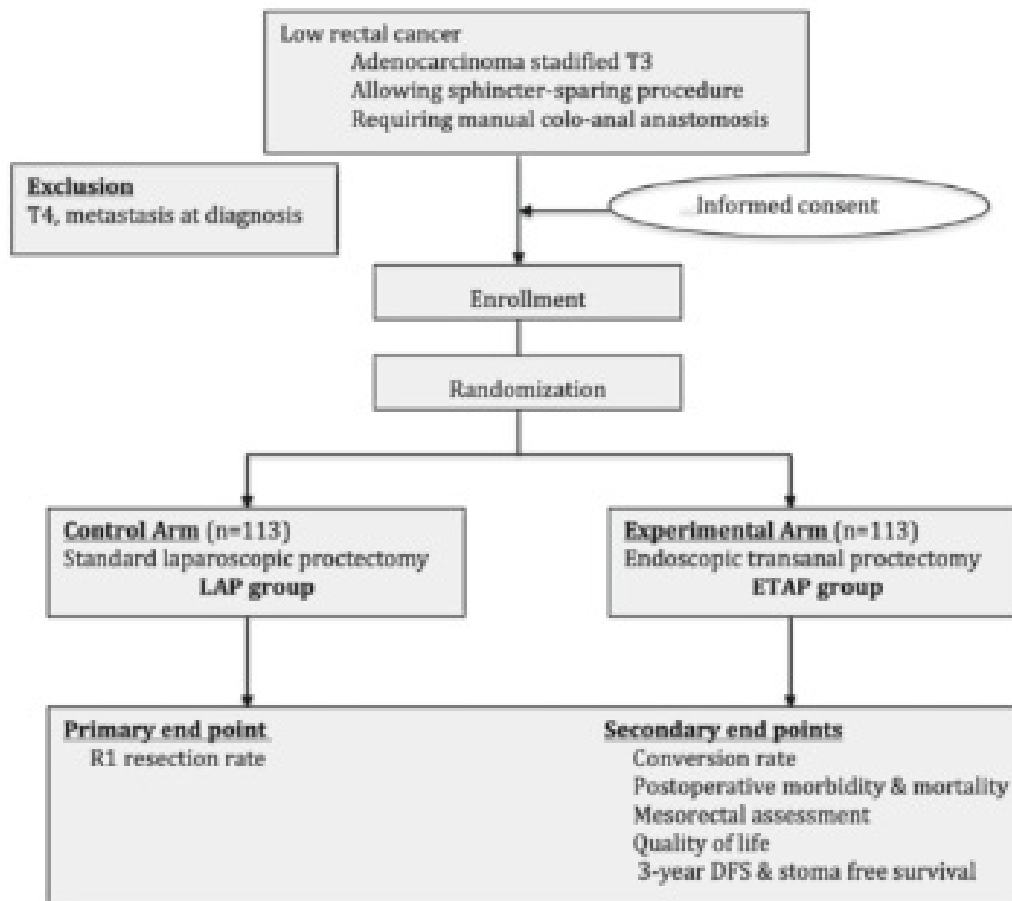 Low rectal cancer
Adenocarcinoma stadified T3
Allowing sphincter-sparing procedure
Requiring manual colo-anal anastomosis
Exclusion
T4, metastasis at diagnosis
Informed consent
Enrollment
Randomization
Control Arm (n=113)
Standard laparoscopic proctectomy
LAP group
Experimental Arm (n=113)
Endoscopic transanal proctectomy
ETAP group
Primary end point
R1 resection rate
Secondary end points
Conversion rate
Postoperative morbidity & mortality
Mesorectal assessment
Quality of life
3-year DFS & stoma free survival